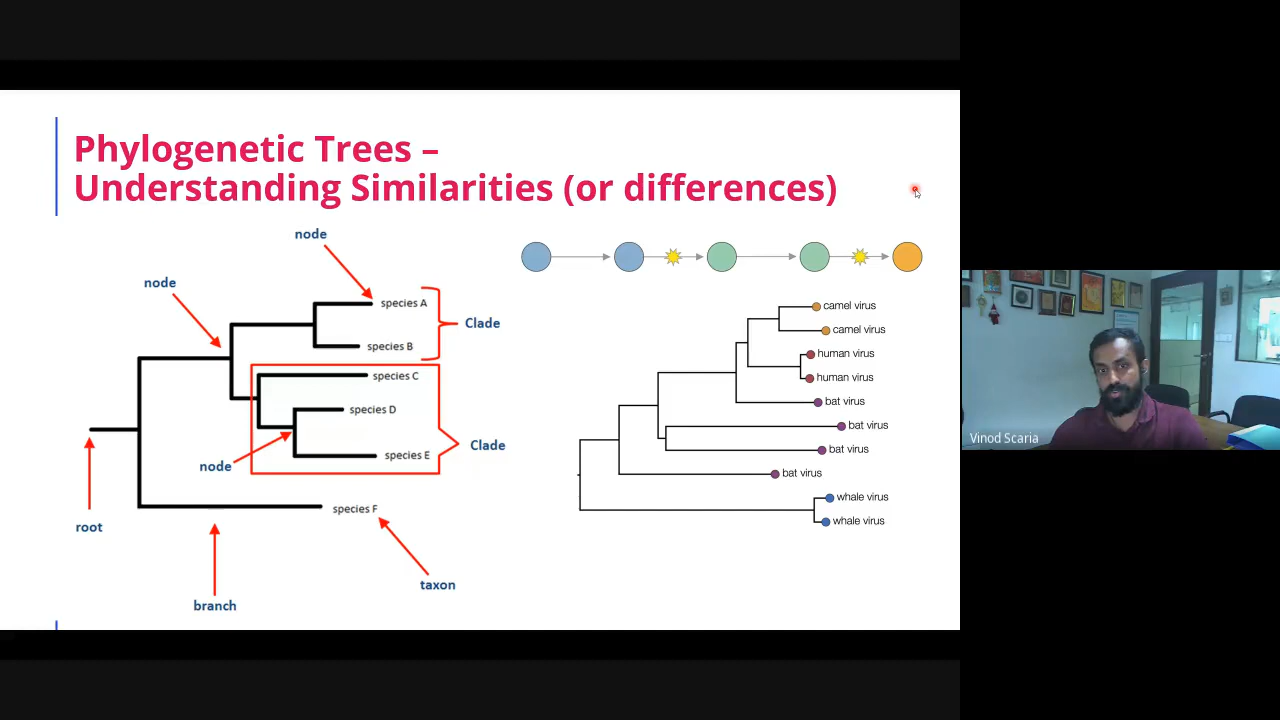 Phylogenetic Trees –
Understanding Similarities (or differences)
node
node
species A
Clade
species B
species C
species D
Clade
species E
node
root
species F
taxon
branch
camel virus
camel virus
human virus
human virus
bat virus
bat virus
bat virus
bat virus
whale virus
whale virus
Vinod Scaria